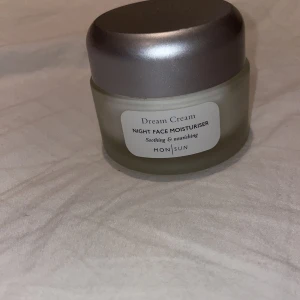 Dream Cream
NIGHT FACE MOISTURISER
Soothing & nourishing
MON|SUN